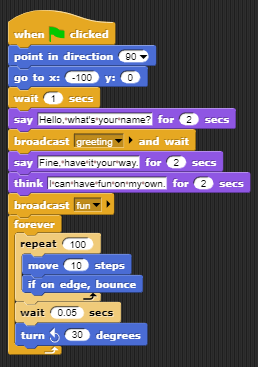 when clicked
point in direction 90
go to x: -100 y: 0
wait 1 secs
say Hello,•what's•your•name? for 2 secs
broadcast greeting and wait
say Fine,•have•it•your•way. for 2 secs
think I•can•have•fun•on•my•own. for 2 secs
broadcast fun
forever
repeat 100
move 10 steps
if on edge, bounce
wait 0.05 secs
turn 30 degrees